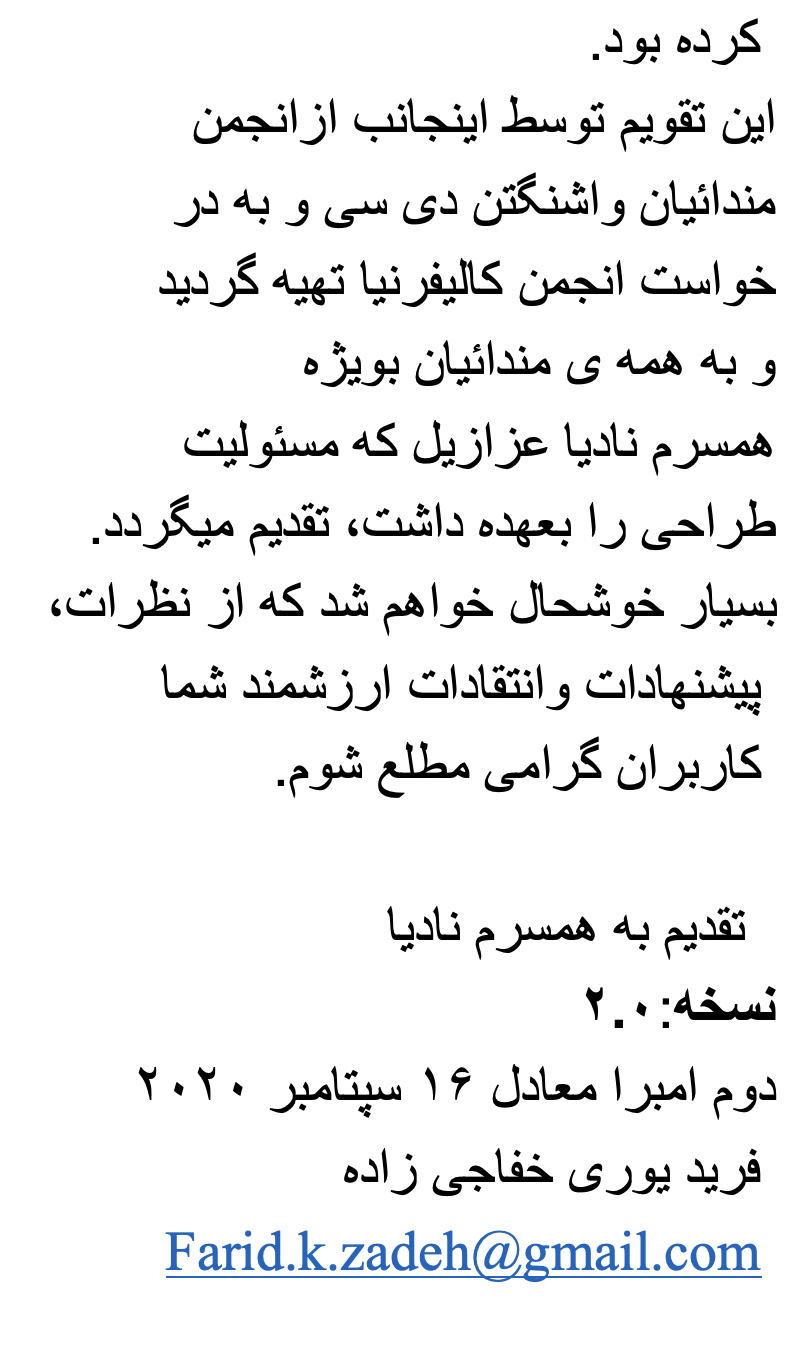 کرده بود.
این تقویم توسط اینجانب ازانجمن
مندائیان واشنگتن دی سی و به در
خواست انجمن کالیفرنیا تهیه گردید
و به همه ی مندائیان بویژه
همسرم نادیا عزازیل که مسئولیت
طراحی را بعهده داشت، تقدیم میگردد.
بسیار خوشحال خواهم شد که از نظرات،
پیشنهادات وانتقادات ارزشمند شما
کاربران گرامی مطلع شوم.
تقدیم به همسرم نادیا
نسخه:۲.۰
دوم امبرا معادل ۱۶ سپتامبر ۲۰۲۰
فرید یوری خفاجی زاده
Farid.k.zadeh@gmail.com